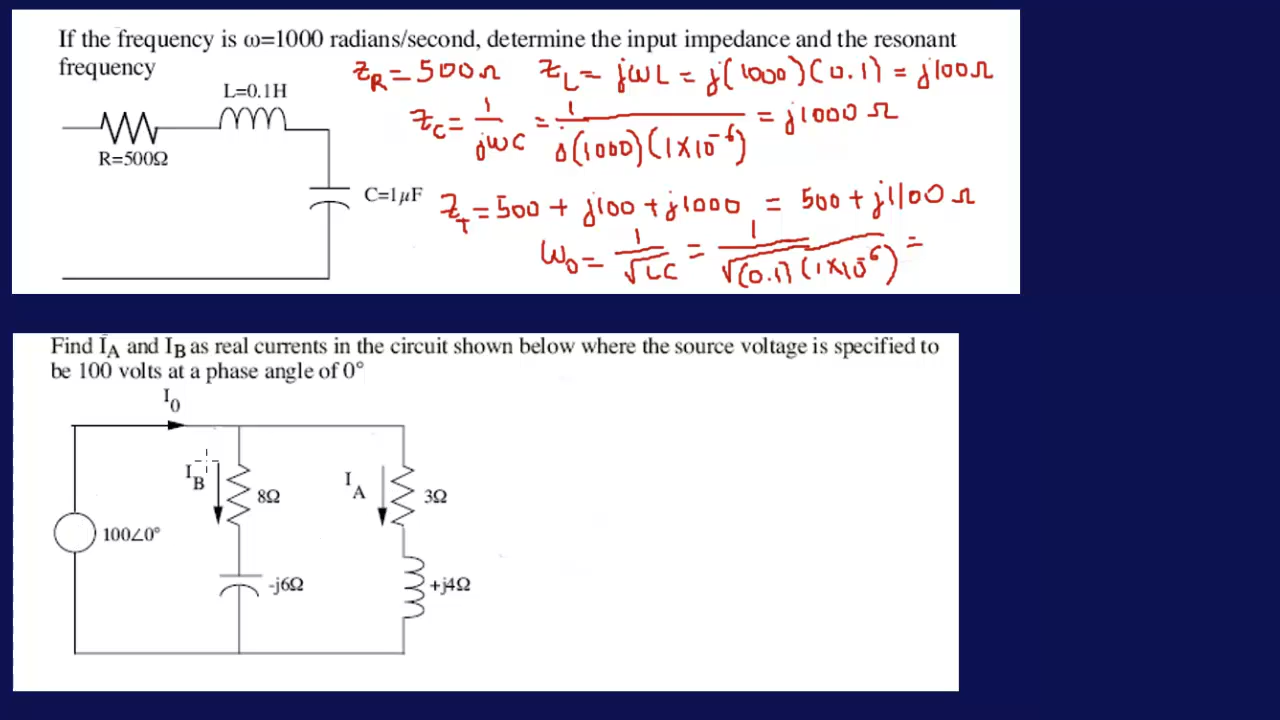 If the frequency is ω=1000 radians/second, determine the input impedance and the resonant
frequency
Z_R = 500 Ω   Z_L = jωL = j(1000)(0.1) = j100 Ω
L=0.1H
Z_C = 1/jωC = 1/j(1000)(1×10^-6) = j1000 Ω
R=500Ω
C=1μF
Z_T = 500 + j100 + j1000 = 500 + j1100 Ω
ω_0 = 1/√LC = 1/√(0.1)(1×10^-6) =
Find I_A and I_B as real currents in the circuit shown below where the source voltage is specified to
be 100 volts at a phase angle of 0°
I_0
I_B
8Ω
I_A
3Ω
100∠0°
-j6Ω
+j4Ω